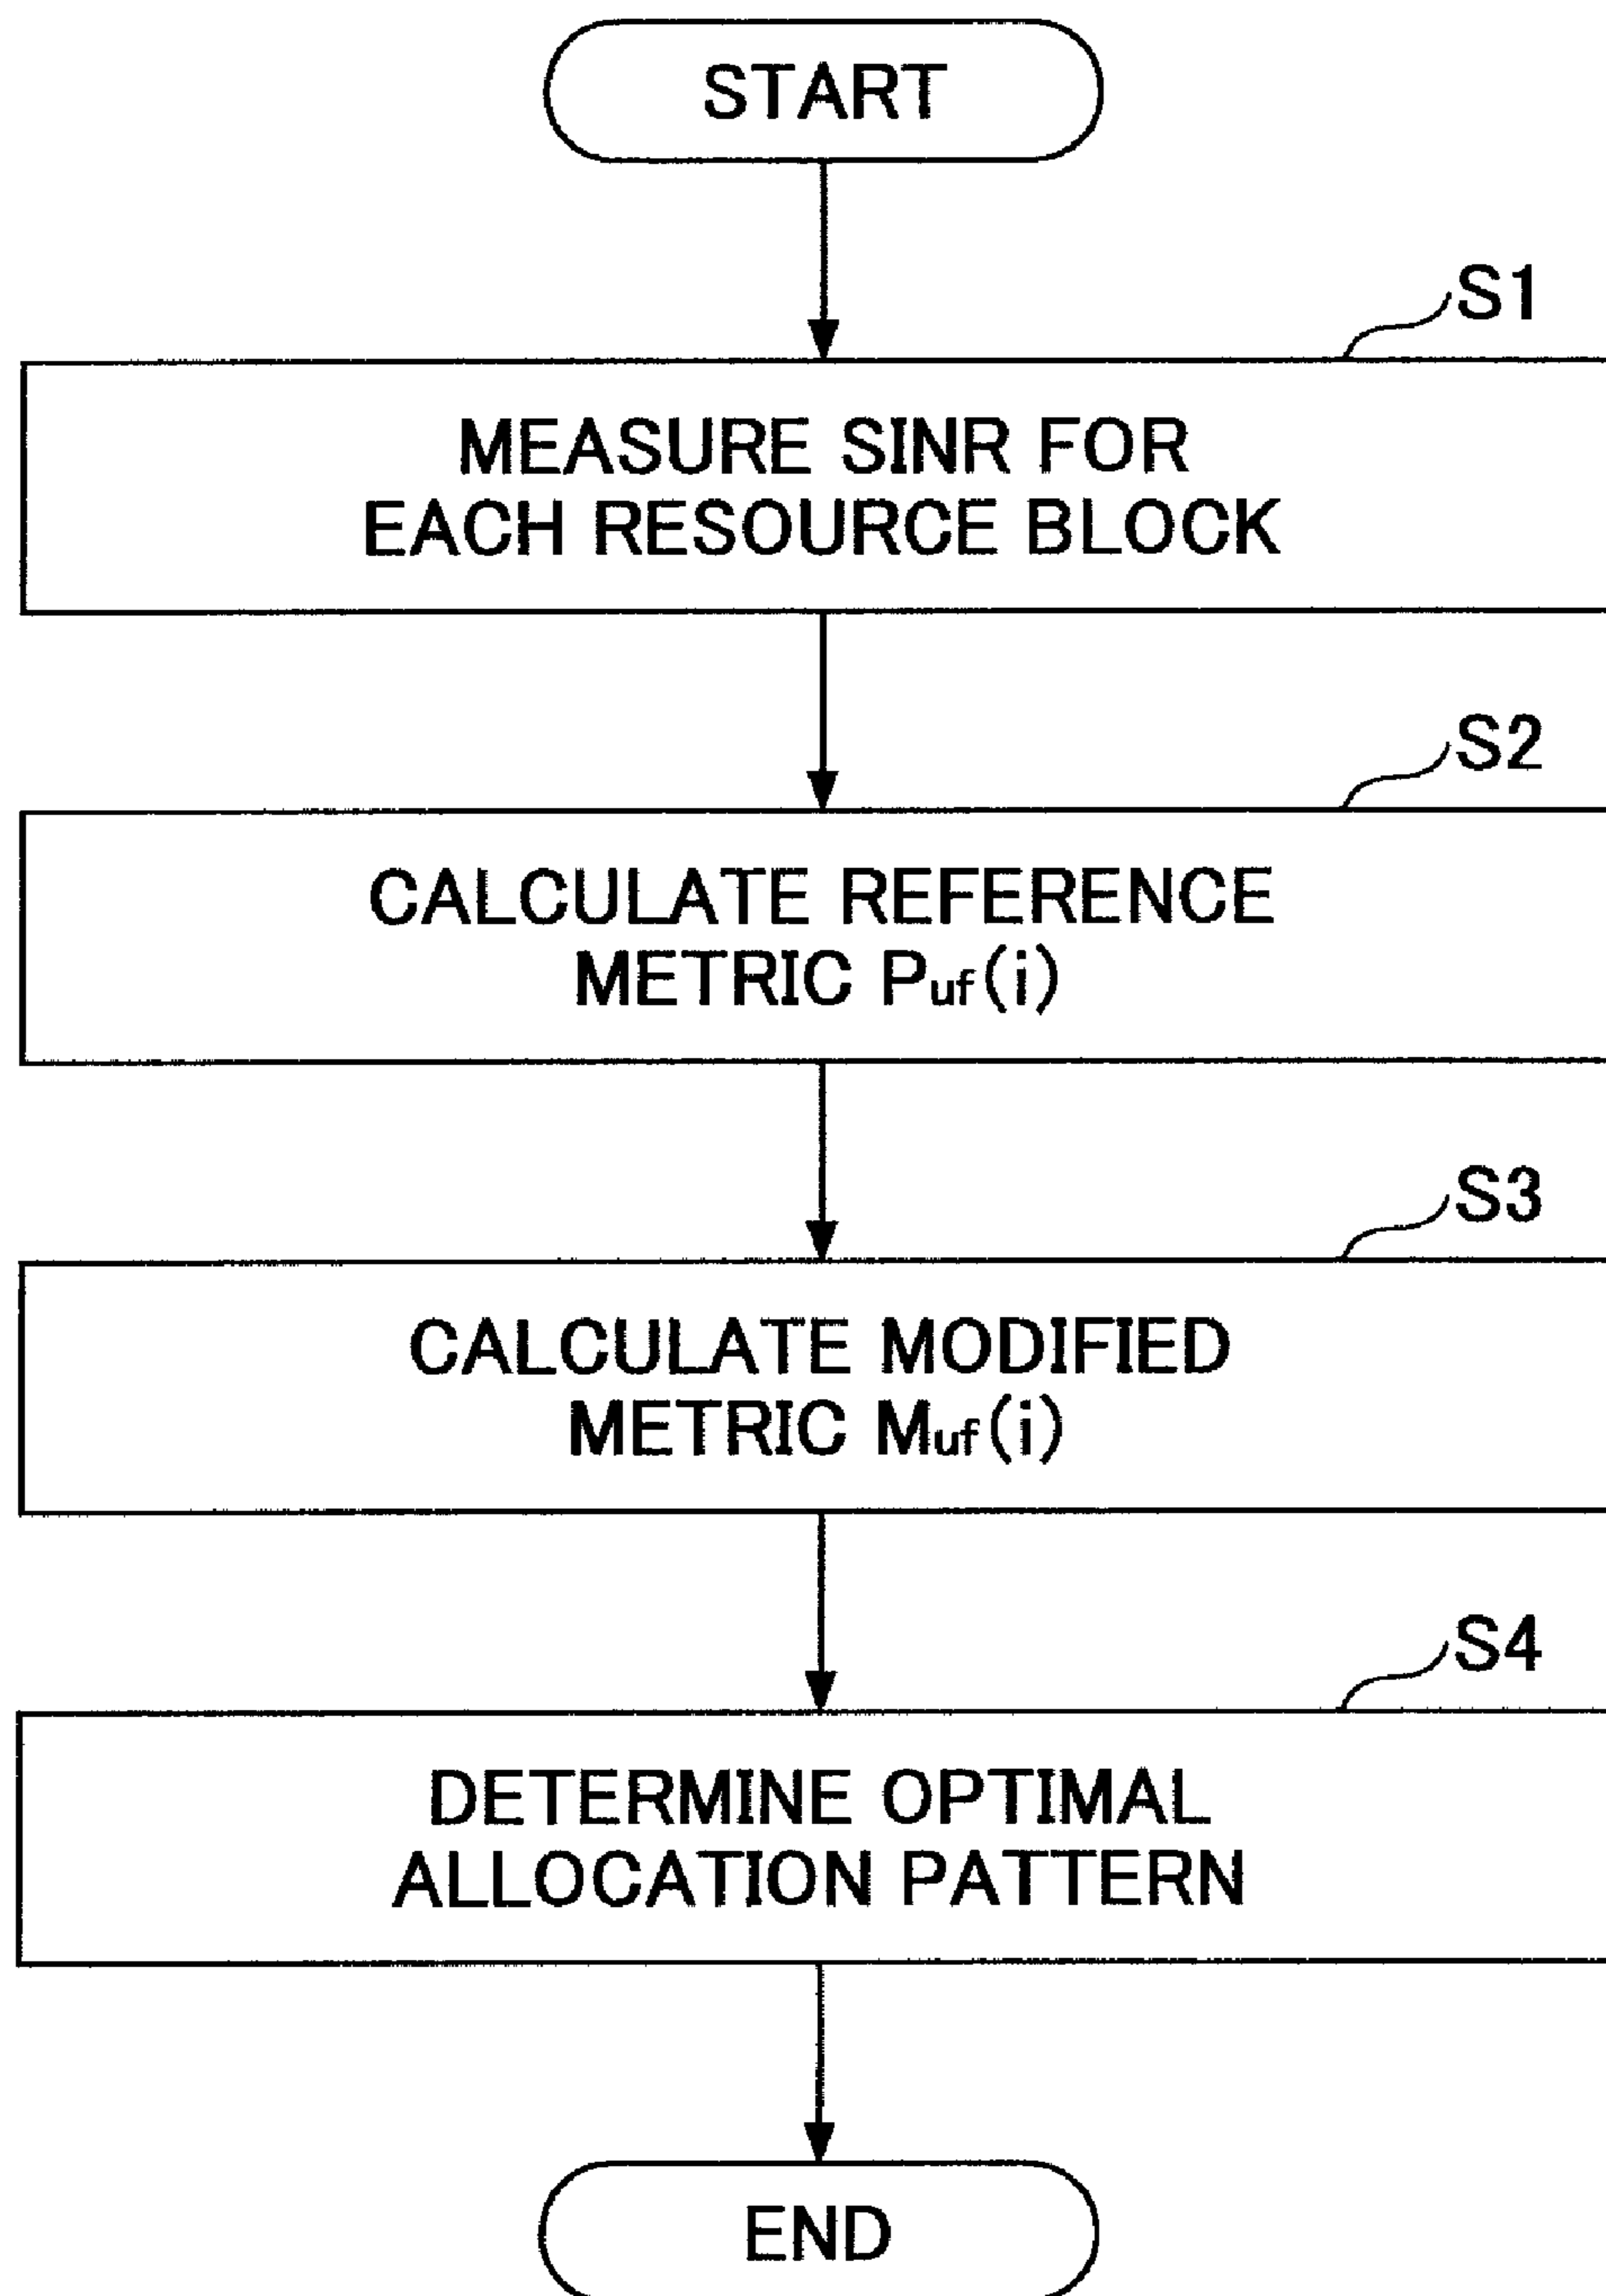 START
S1
MEASURE SINR FOR
EACH RESOURCE BLOCK
S2
CALCULATE REFERENCE
METRIC Puf(i)
S3
CALCULATE MODIFIED
METRIC Muf(i)
S4
DETERMINE OPTIMAL
ALLOCATION PATTERN
END